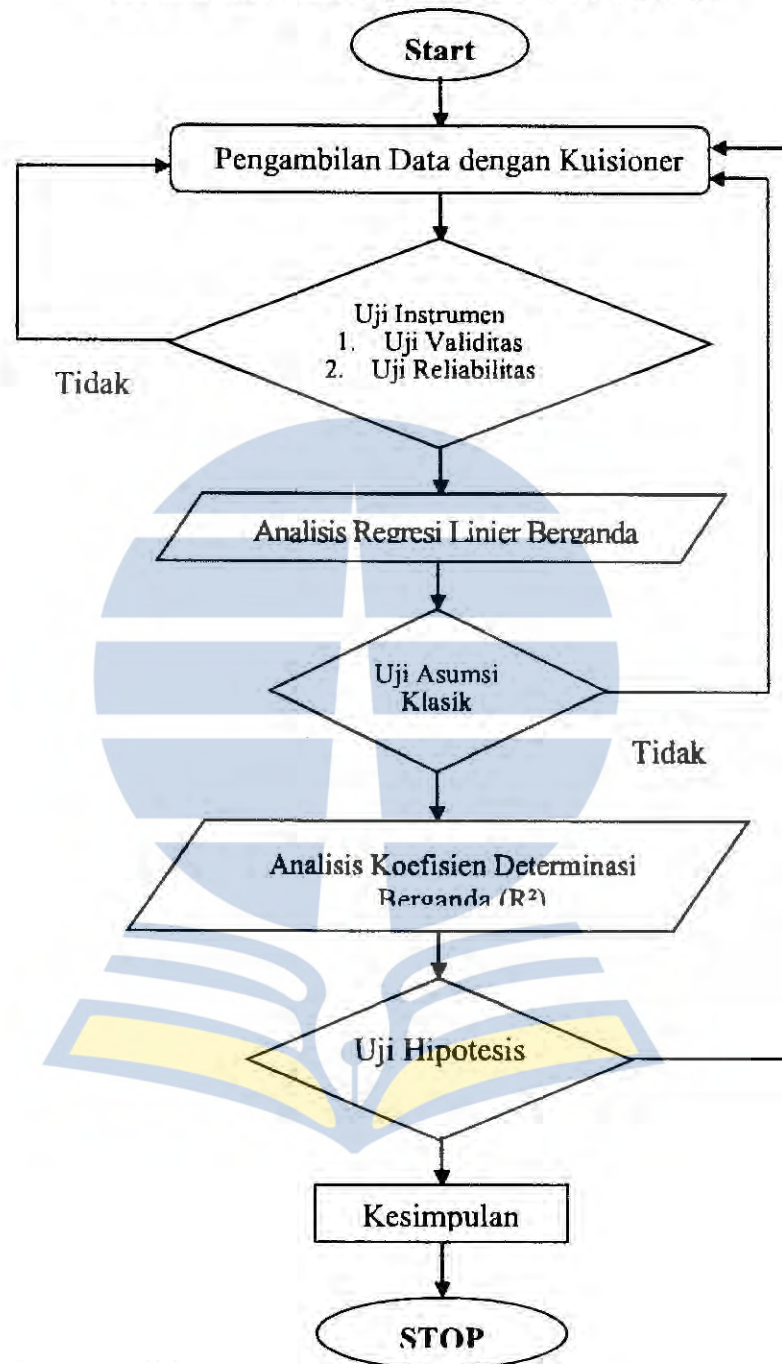 Start
Pengambilan Data dengan Kuisioner
Uji Instrumen
1. Uji Validitas
2. Uji Reliabilitas
Tidak
Analisis Regresi Linier Berganda
Uji Asumsi
Klasik
Tidak
Analisis Koefisien Determinasi
Berganda (R²)
Uji Hipotesis
Kesimpulan
STOP